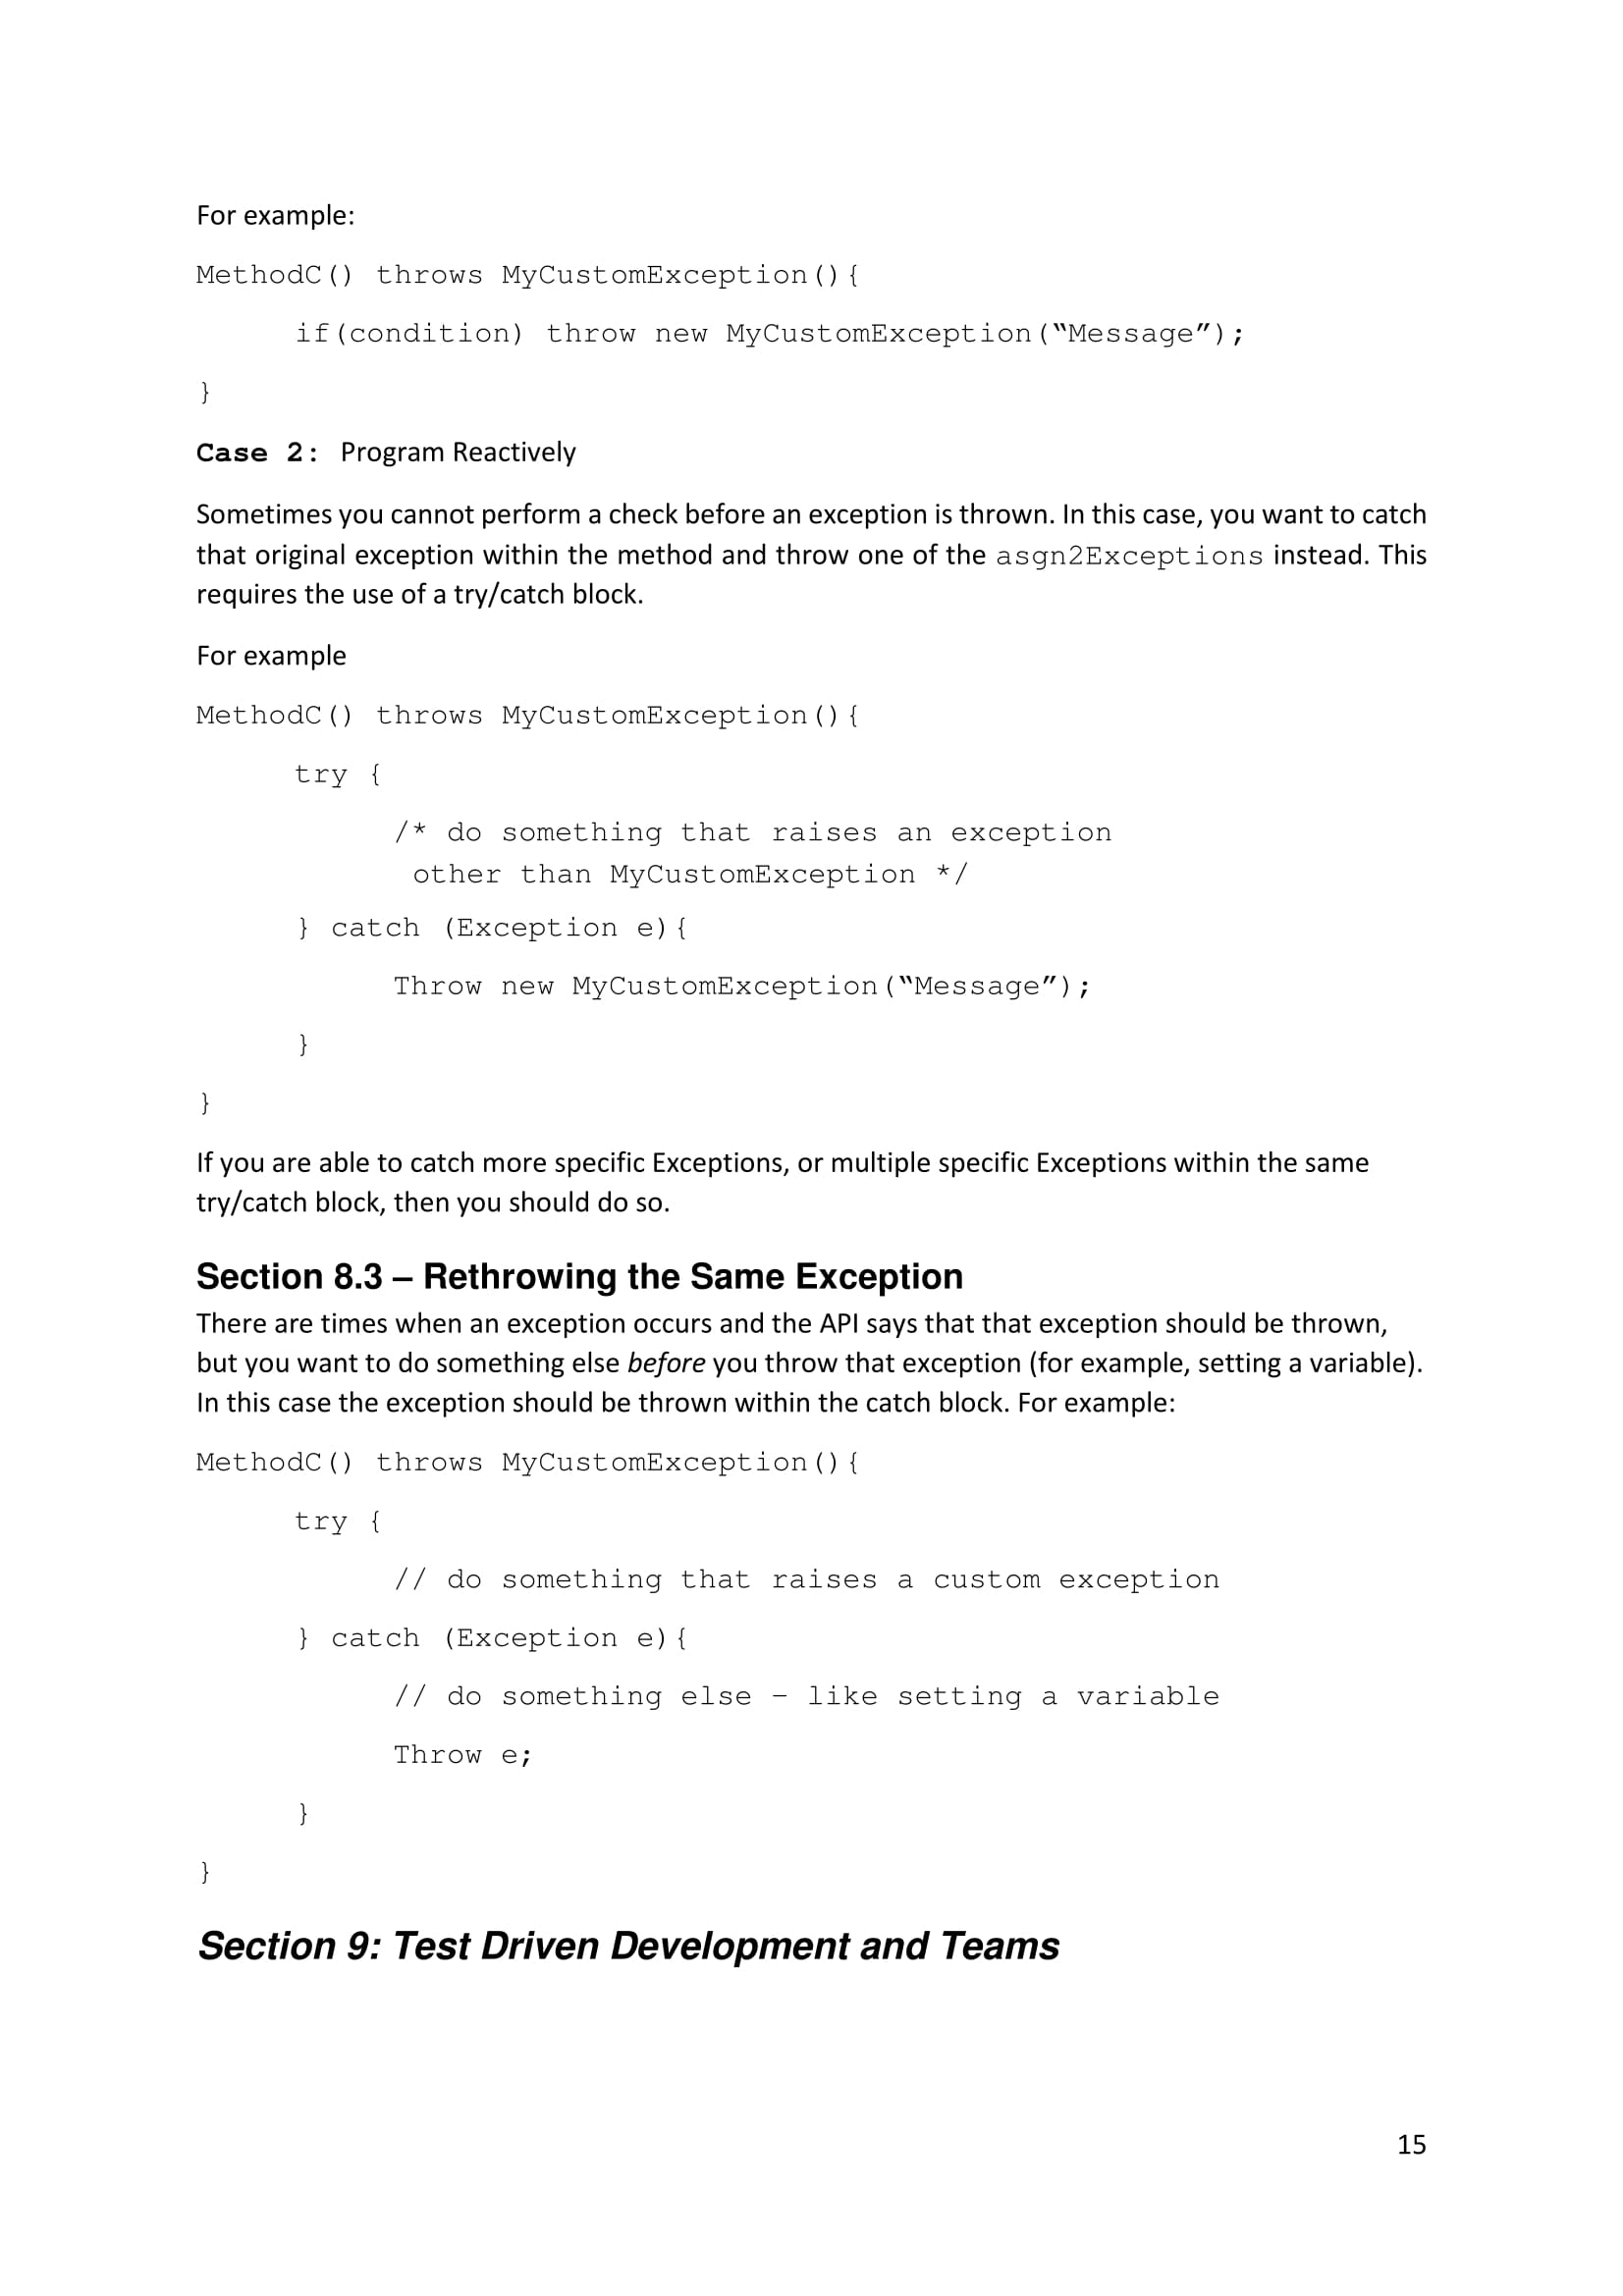 For example:
MethodC() throws MyCustomException(){
if(condition) throw new MyCustomException(“Message”);
}
Case 2: Program Reactively
Sometimes you cannot perform a check before an exception is thrown. In this case, you want to catch
that original exception within the method and throw one of the asgn2Exceptions instead. This
requires the use of a try/catch block.
For example
MethodC() throws MyCustomException(){
try {
/* do something that raises an exception
other than MyCustomException */
} catch (Exception e){
Throw new MyCustomException(“Message”);
}
}
If you are able to catch more specific Exceptions, or multiple specific Exceptions within the same
try/catch block, then you should do so.
Section 8.3 – Rethrowing the Same Exception
There are times when an exception occurs and the API says that that exception should be thrown,
but you want to do something else before you throw that exception (for example, setting a variable).
In this case the exception should be thrown within the catch block. For example:
MethodC() throws MyCustomException(){
try {
// do something that raises a custom exception
} catch (Exception e){
// do something else – like setting a variable
Throw e;
}
}
Section 9: Test Driven Development and Teams
15